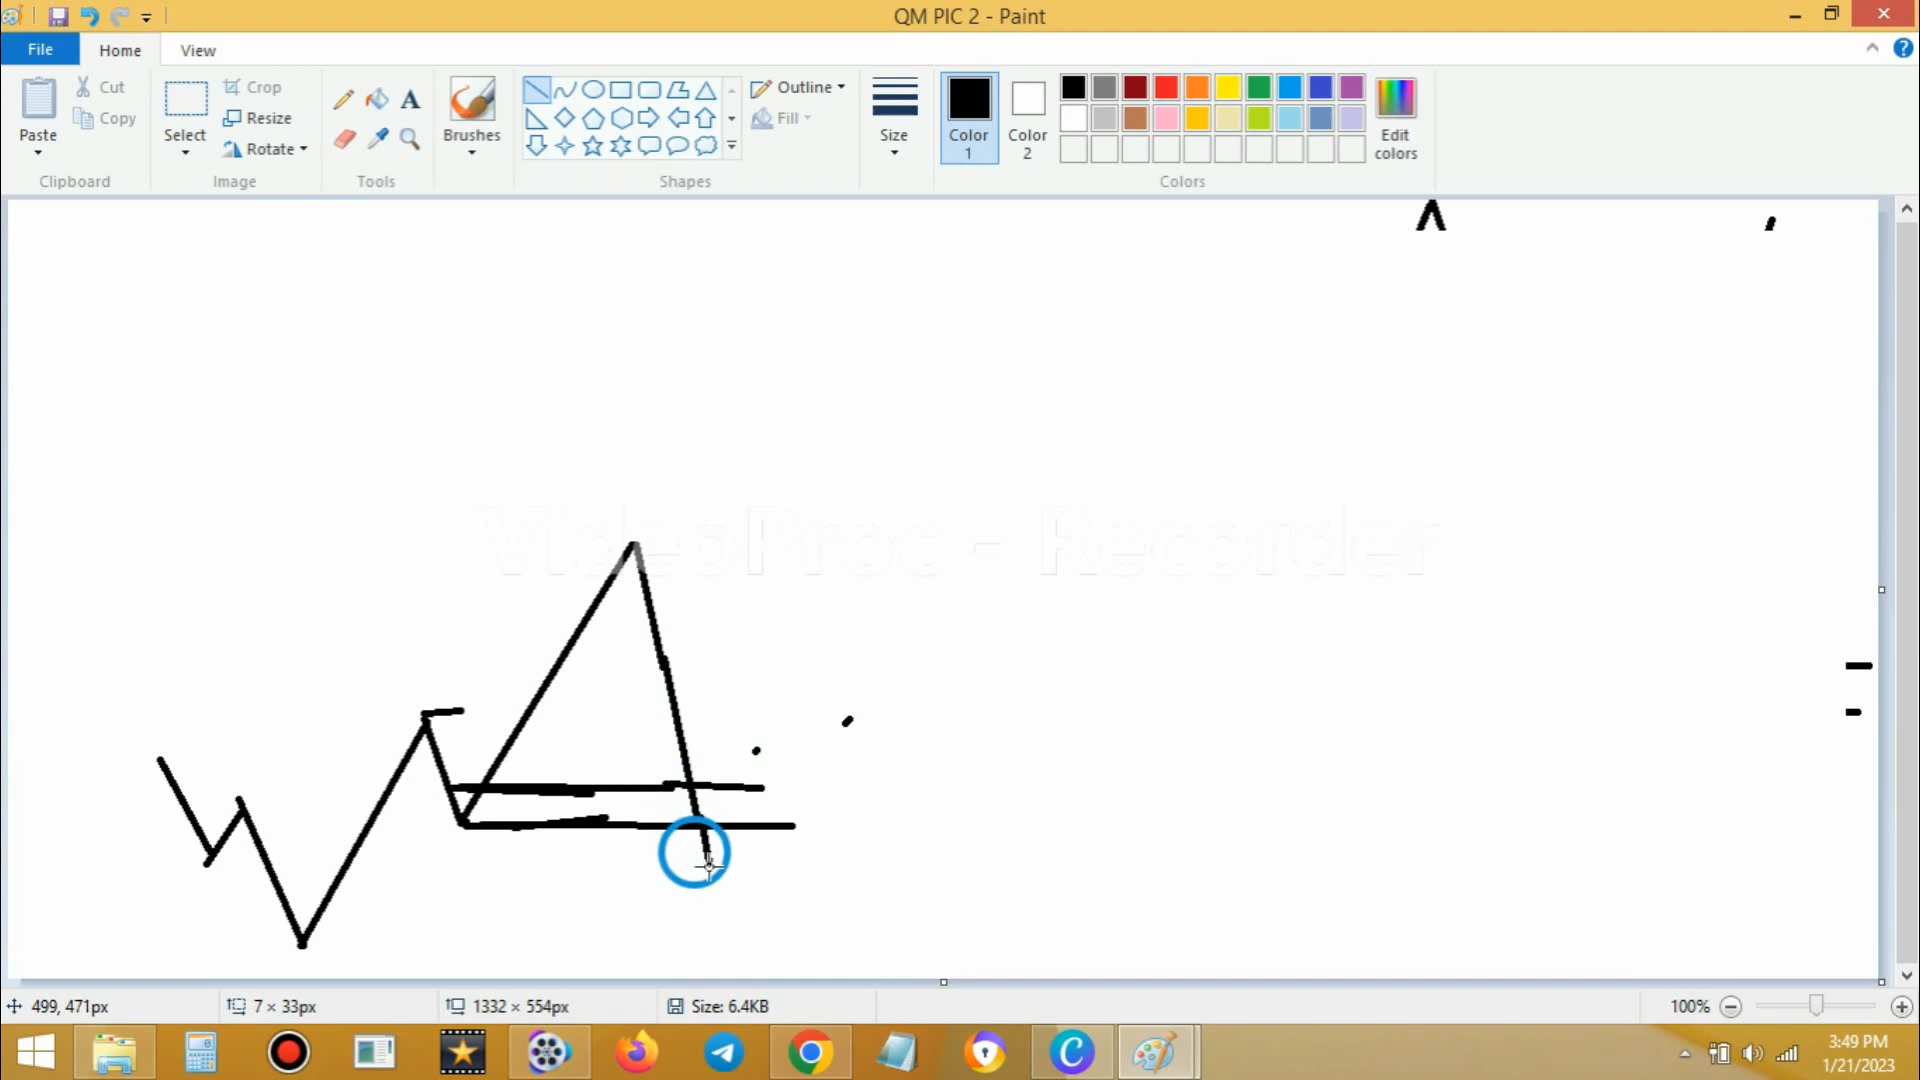 QM PIC 2 - Paint
File Home View
Paste
Cut
Copy
Clipboard
Select
Crop
Resize
Rotate
Image
A
Tools
Brushes
Shapes
Outline
Fill
Size
Color 1
Color 2
Edit colors
Colors
VideoProc - Recorder
499, 471px
7 × 33px
1332 × 554px
Size: 6.4KB
100%
3:49 PM
1/21/2023